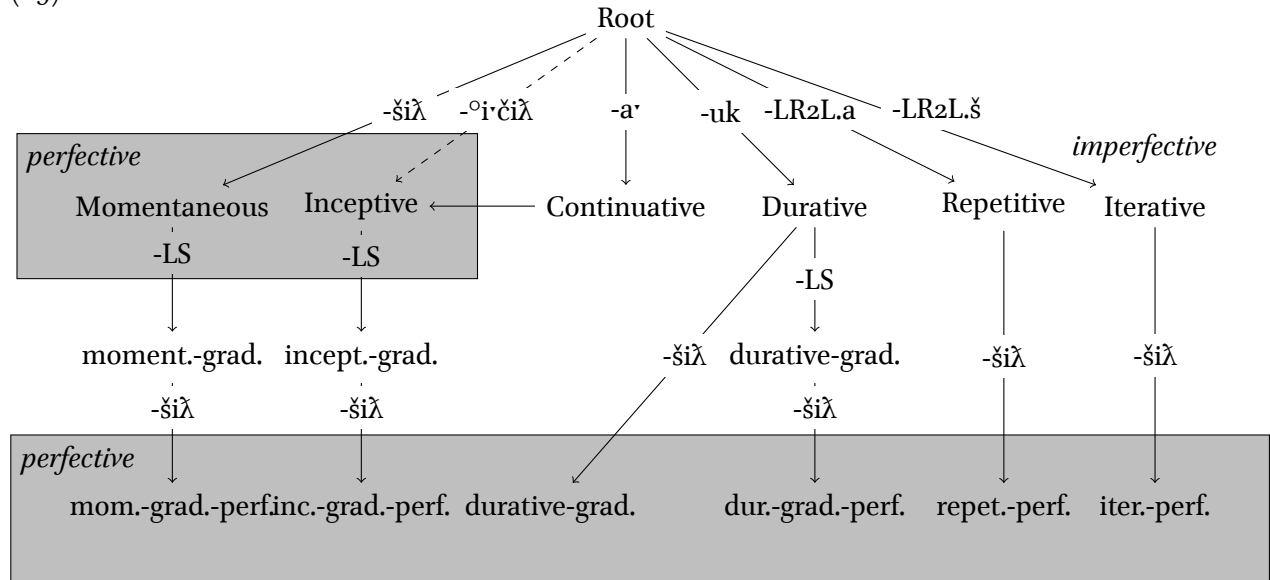 Root
-šiƛ -°iˑčiƛ -aˑ -uk -LR2L.a -LR2L.š
perfective imperfective
Momentaneous Inceptive Continuative Durative Repetitive Iterative
-LS -LS
-LS
moment.-grad. incept.-grad. -šiƛ durative-grad. -šiƛ -šiƛ
-šiƛ -šiƛ -šiƛ
perfective
mom.-grad.-perf. inc.-grad.-perf. durative-grad. dur.-grad.-perf. repet.-perf. iter.-perf.